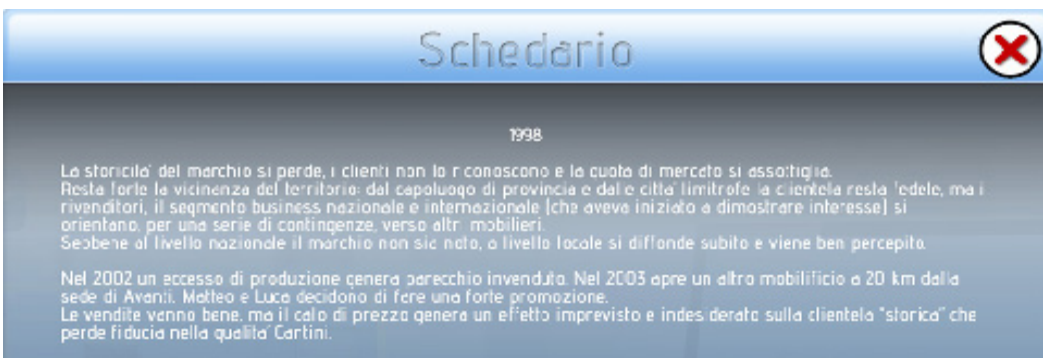 Schedario
1998
La storicita' del marchio si perde, i clienti non lo riconoscono e la quota di mercato si assottiglia.
Resta forte la vicinanza del territorio: dal capoluogo di provincia e dalle citta' limitrofe la clientela resta fedele, ma i
rivenditori, il segmento business nazionale e internazionale (che aveva iniziato a dimostrare interesse) si
orientano, per una serie di contingenze, verso altri mobilieri.
Sebbene al livello nazionale il marchio non sia noto, a livello locale si diffonde subito e viene ben percepito.
Nel 2002 un eccesso di produzione genera parecchio invenduto. Nel 2003 apre un altro mobilificio a 20 km dalla
sede di Avanti. Matteo e Luca decidono di fare una forte promozione.
Le vendite vanno bene, ma il calo di prezzo genera un effetto imprevisto e indesiderato sulla clientela "storica" che
perde fiducia nella qualita' Cartini.